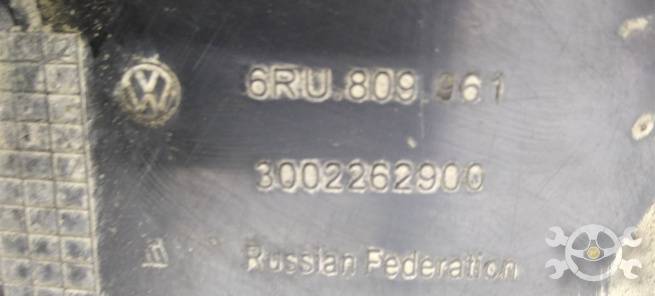 6RU 809 961
3002262900
Russian Federation